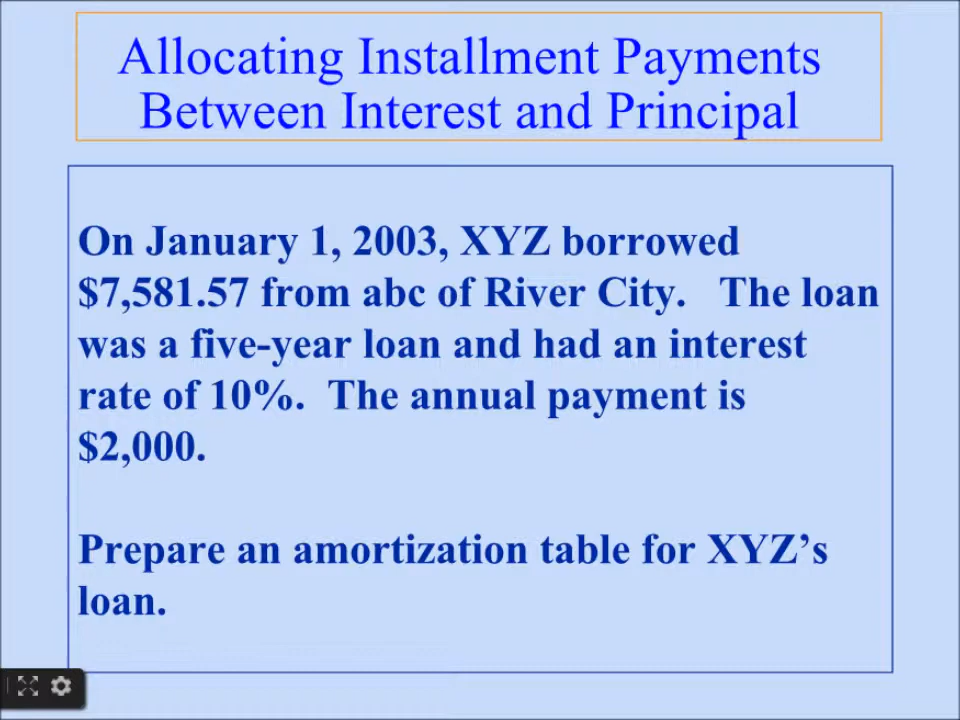 Allocating Installment Payments
Between Interest and Principal
On January 1, 2003, XYZ borrowed
$7,581.57 from abc of River City.   The loan
was a five-year loan and had an interest
rate of 10%.  The annual payment is
$2,000.
Prepare an amortization table for XYZ’s
loan.